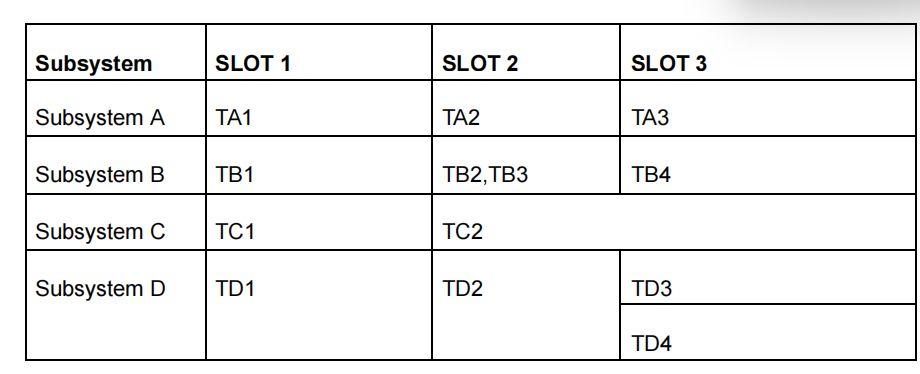 Subsystem SLOT 1 SLOT 2 SLOT 3
Subsystem A TA1 TA2 TA3
Subsystem B TB1 TB2,TB3 TB4
Subsystem C TC1 TC2
Subsystem D TD1 TD2 TD3
TD4